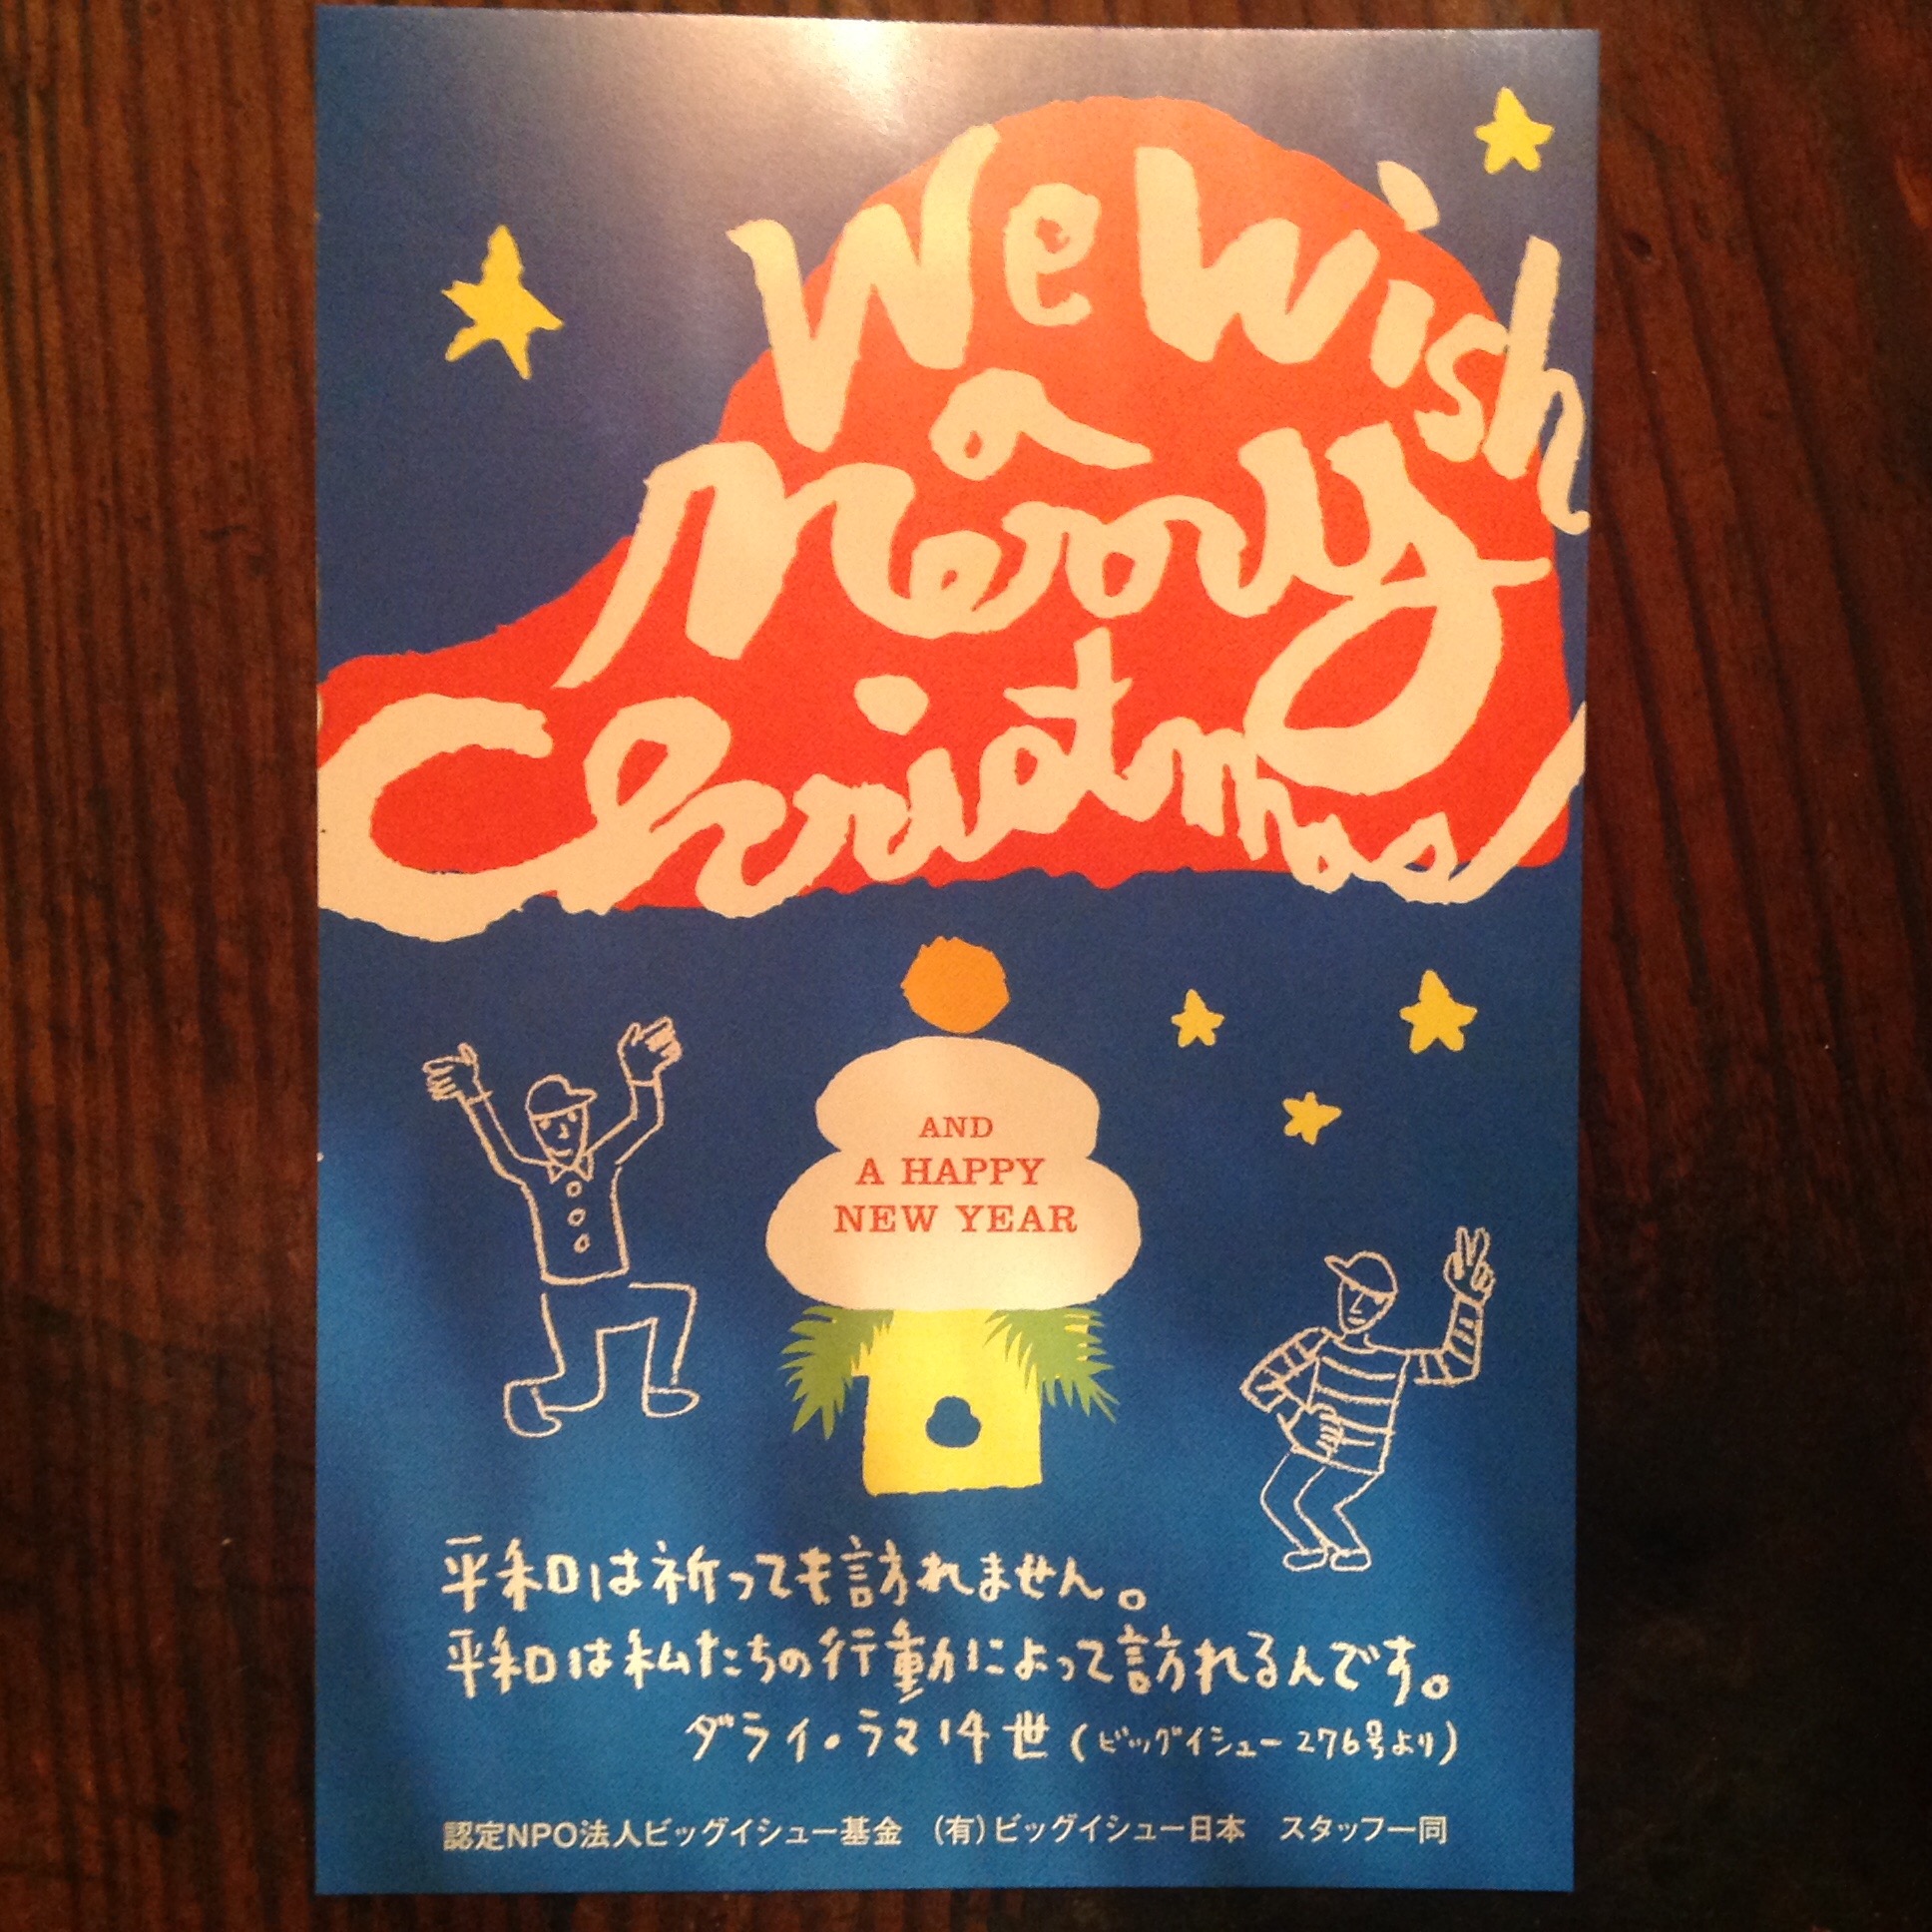 We Wish
a
Merry
Christmas
AND
A HAPPY
NEW YEAR
平和は祈っても訪れません。
平和は私たちの行動によって訪れるんです。
ダライ・ラマ14世(ビッグイシュー276号より)
認定NPO法人ビッグイシュー基金 (有)ビッグイシュー日本 スタッフ一同